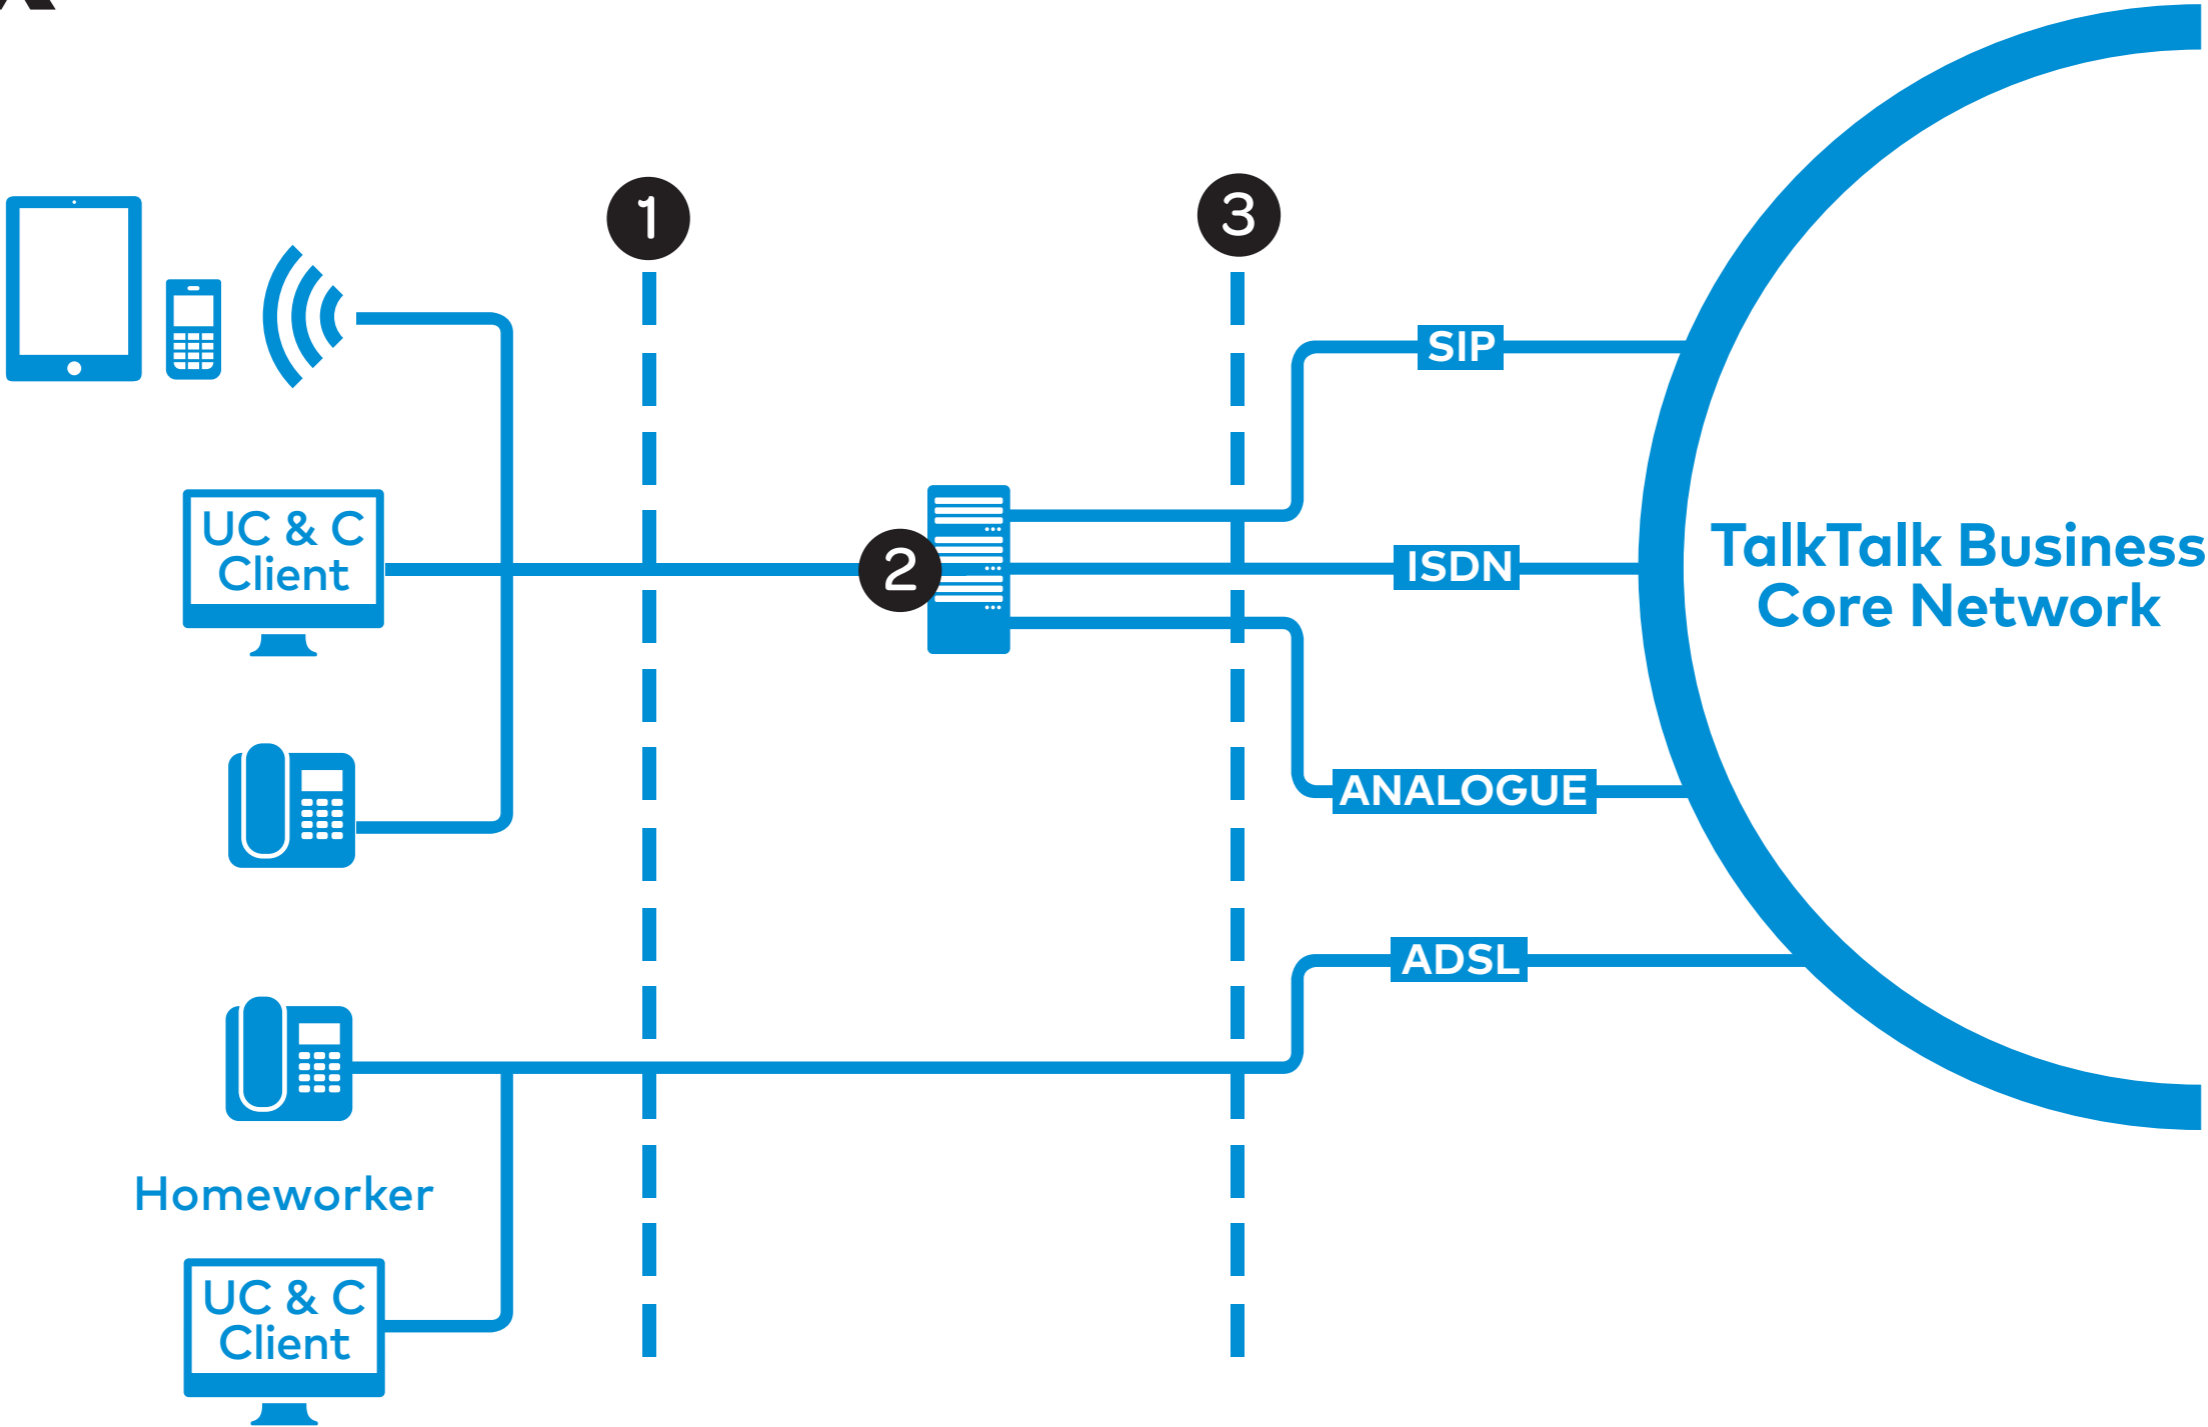 1
3
SIP
UC & C
Client
2
ISDN
TalkTalk Business
Core Network
ANALOGUE
ADSL
Homeworker
UC & C
Client